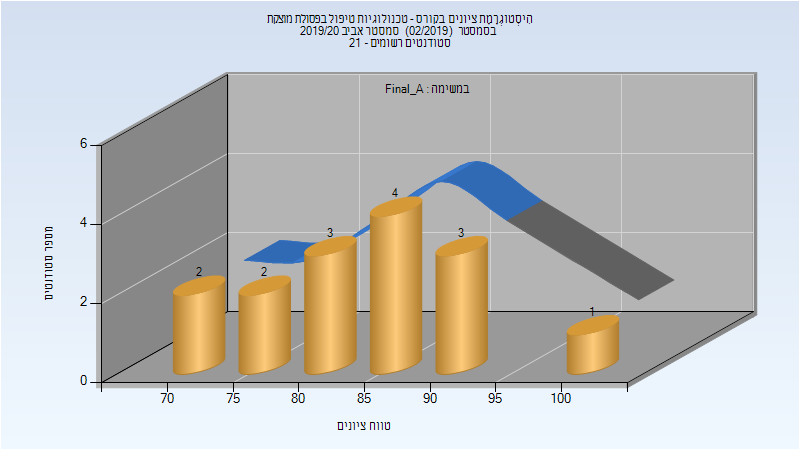 הִיסְטוֹגְרָמַת ציונים בקורס - טכנולוגיות טיפול בפסולת מוצקת
בסמסטר (02/2019) סמסטר אביב 2019/20
סטודנטים רשומים - 21
במשימה : Final_A
6
4
2
0
מספר סטודנטים
2
2
3
4
3
1
70
75
80
85
90
95
100
טווח ציונים